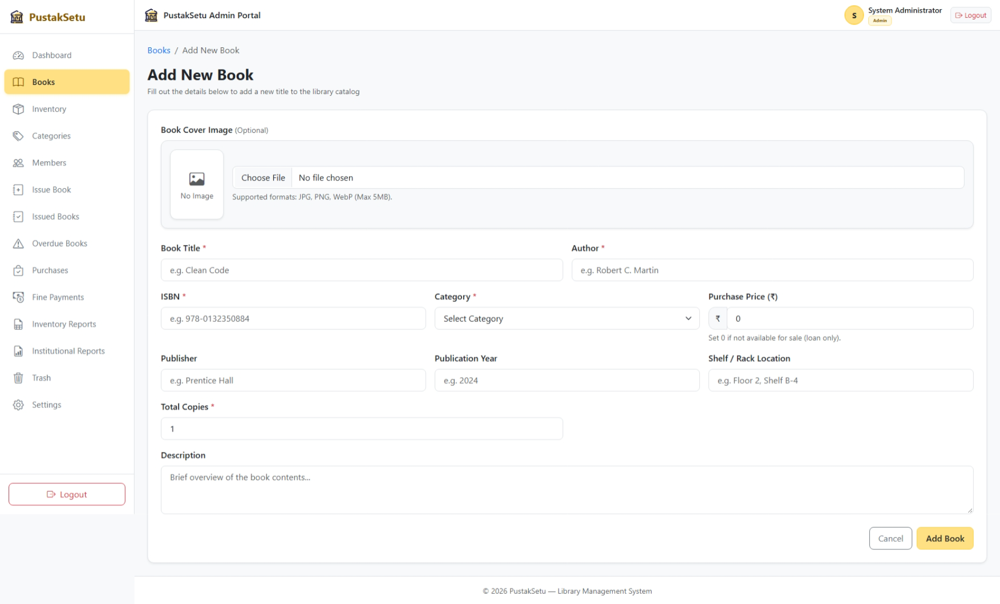 PustakSetu
PustakSetu Admin Portal
S
System Administrator
Admin
Logout
Dashboard
Books
Inventory
Categories
Members
Issue Book
Issued Books
Overdue Books
Purchases
Fine Payments
Inventory Reports
Institutional Reports
Trash
Settings
Logout
Books / Add New Book
Add New Book
Fill out the details below to add a new title to the library catalog
Book Cover Image (Optional)
No Image
Choose File No file chosen
Supported formats: JPG, PNG, WebP (Max 5MB).
Book Title * Author *
e.g. Clean Code e.g. Robert C. Martin
ISBN * Category * Purchase Price (₹)
e.g. 978-0132350884 Select Category ₹ 0
Set 0 if not available for sale (loan only).
Publisher Publication Year Shelf / Rack Location
e.g. Prentice Hall e.g. 2024 e.g. Floor 2, Shelf B-4
Total Copies *
1
Description
Brief overview of the book contents...
Cancel Add Book
© 2026 PustakSetu — Library Management System